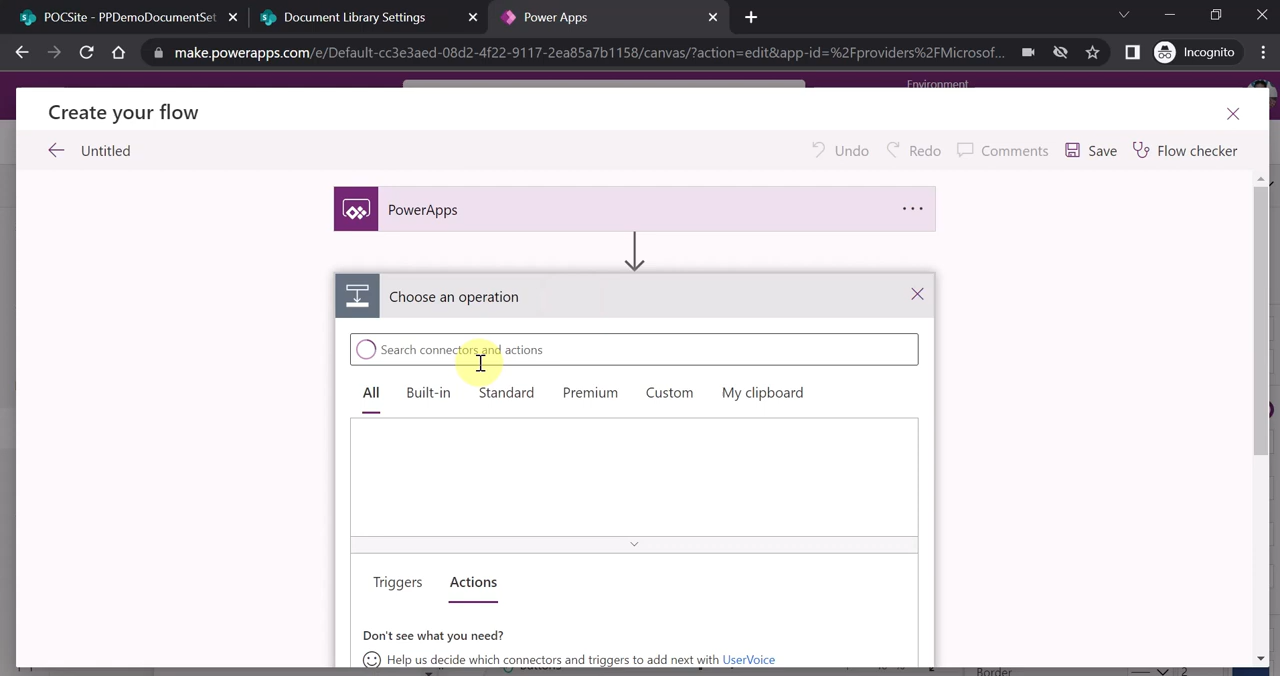 POCSite - PPDemoDocumentSet
Document Library Settings
Power Apps
make.powerapps.com/e/Default-cc3e3aed-08d2-4f22-9117-2ea85a7b1158/canvas/?action=edit&app-id=%2Fproviders%2FMicrosof...
Incognito
Environment
Create your flow
Untitled
Undo
Redo
Comments
Save
Flow checker
PowerApps
Choose an operation
Search connectors and actions
All
Built-in
Standard
Premium
Custom
My clipboard
Triggers
Actions
Don't see what you need?
Help us decide which connectors and triggers to add next with UserVoice
Border
2